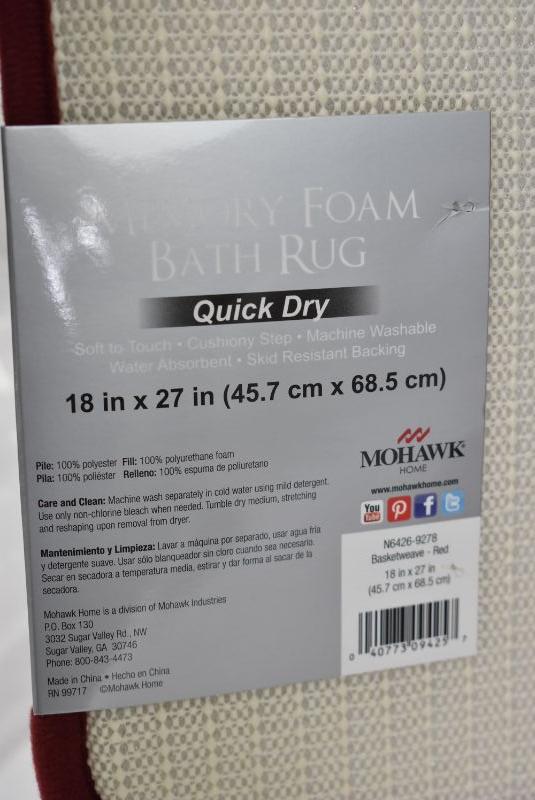 MEMORY FOAM
BATH RUG
Quick Dry
Soft to Touch • Cushiony Step • Machine Washable
Water Absorbent • Skid Resistant Backing
18 in x 27 in (45.7 cm x 68.5 cm)
Pile: 100% polyester Fill: 100% polyurethane foam
Pila: 100% poliéster Relleno: 100% espuma de poliuretano
Care and Clean: Machine wash separately in cold water using mild detergent.
Use only non-chlorine bleach when needed. Tumble dry medium, stretching
and reshaping upon removal from dryer.
Mantenimiento y Limpieza: Lavar a máquina por separado, usar agua fría
y detergente suave. Usar sólo blanqueador sin cloro cuando sea necesario.
Secar en secadora a temperatura media, estirar y dar forma al sacar de la
secadora.
Mohawk Home is a division of Mohawk Industries
P.O. Box 130
3032 Sugar Valley Rd., NW
Sugar Valley, GA 30746
Phone: 800-843-4473
Made in China • Hecho en China
RN 99717 ©Mohawk Home
MOHAWK®
HOME
www.mohawkhome.com
You Tube P f t
N6426-9278
Basketweave - Red
18 in x 27 in
(45.7 cm x 68.5 cm)
0 40773 09425 7